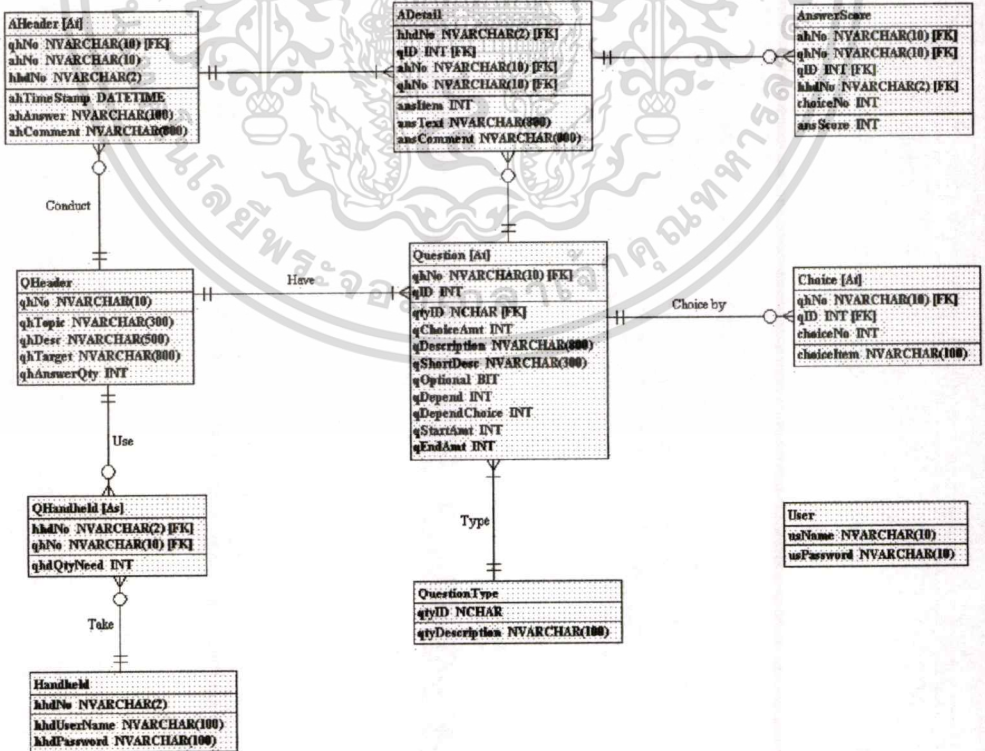 AHeader [At]
qhNo NVARCHAR(10) [FK]
ahNo NVARCHAR(10)
hhdNo NVARCHAR(2)
ahTimeStamp DATETIME
ahAnswer NVARCHAR(100)
ahComment NVARCHAR(800)
ADetail
hhdNo NVARCHAR(2) [FK]
qID INT [FK]
ahNo NVARCHAR(10) [FK]
qhNo NVARCHAR(10) [FK]
ansItem INT
ansText NVARCHAR(800)
ansComment NVARCHAR(800)
AnswerScore
ahNo NVARCHAR(10) [FK]
qhNo NVARCHAR(10) [FK]
qID INT [FK]
hhdNo NVARCHAR(2) [FK]
choiceNo INT
ansScore INT
Conduct
QHeader
qhNo NVARCHAR(10)
qhTopic NVARCHAR(300)
qhDesc NVARCHAR(500)
qhTarget NVARCHAR(800)
qhAnswerQty INT
Have
Question [At]
qhNo NVARCHAR(10) [FK]
qID INT
qtyID NCHAR [FK]
qChoiceAmt INT
qDescription NVARCHAR(800)
qShortDesc NVARCHAR(300)
qOptional BIT
qDepend INT
qDependChoice INT
qStartAmt INT
qEndAmt INT
Choice by
Choice [At]
qhNo NVARCHAR(10) [FK]
qID INT [FK]
choiceNo INT
choiceItem NVARCHAR(100)
Use
QHandheld [As]
hhdNo NVARCHAR(2) [FK]
qhNo NVARCHAR(10) [FK]
qhdQtyNeed INT
Type
User
usName NVARCHAR(10)
usPassword NVARCHAR(10)
Take
QuestionType
qtyID NCHAR
qtyDescription NVARCHAR(100)
Handheld
hhdNo NVARCHAR(2)
hhdUserName NVARCHAR(100)
hhdPassword NVARCHAR(100)